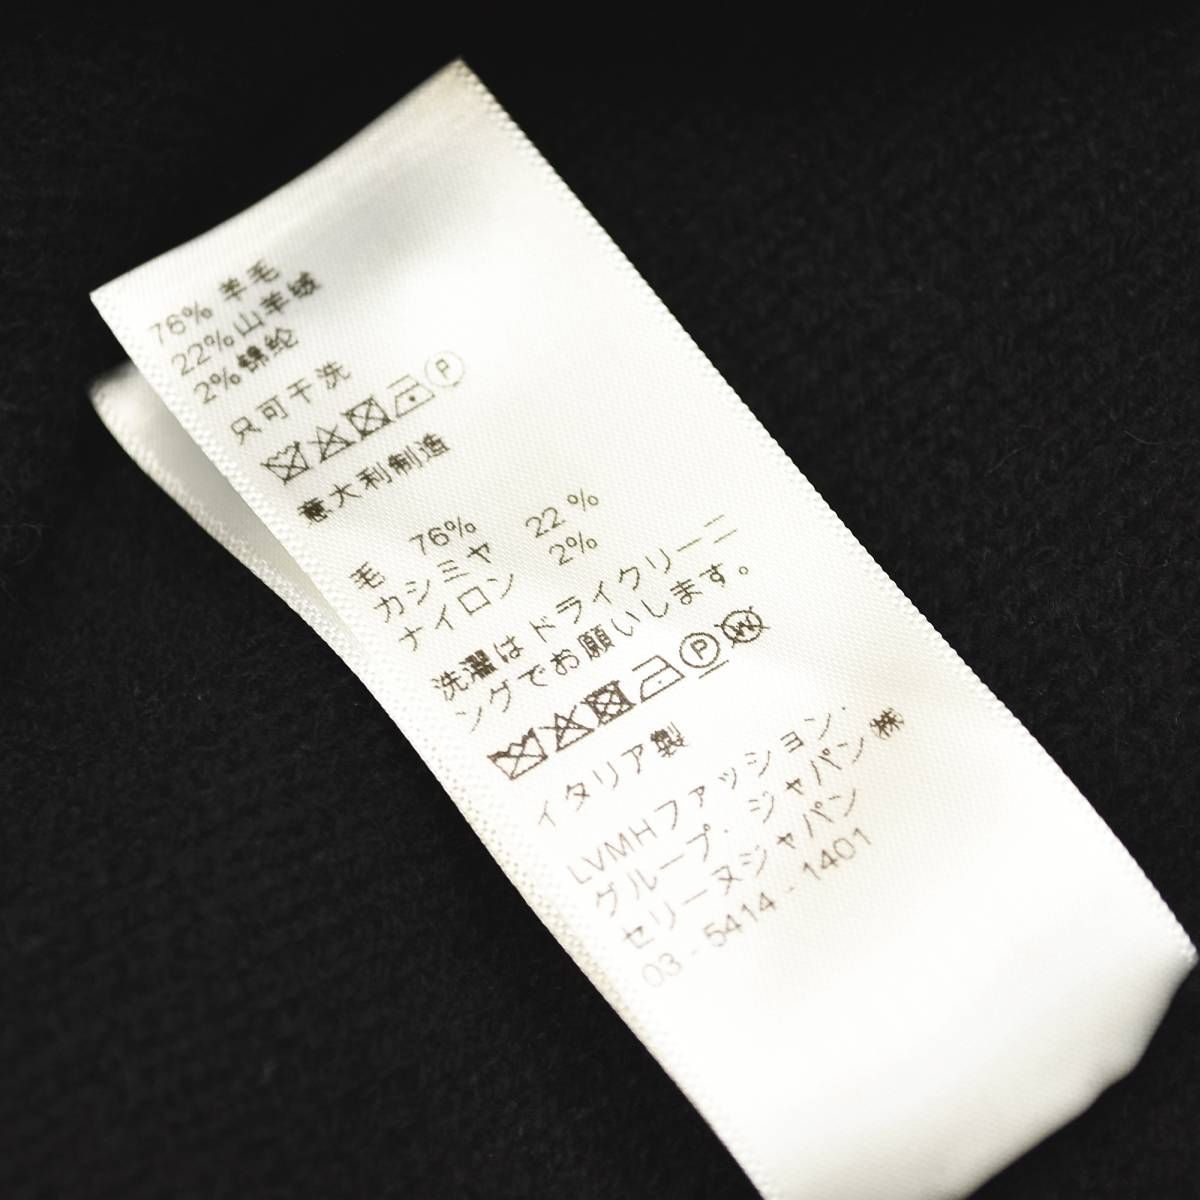 76% 羊毛
22%山羊绒
2%锦纶
只可干洗
P
意大利制造
毛 76%
カシミヤ 22%
ナイロン 2%
洗濯はドライクリーニ
ングでお願いします。
P W
イタリア製
LVMHファッション・
グループ・ジャパン㈱
セリーヌジャパン
03-5414-1401